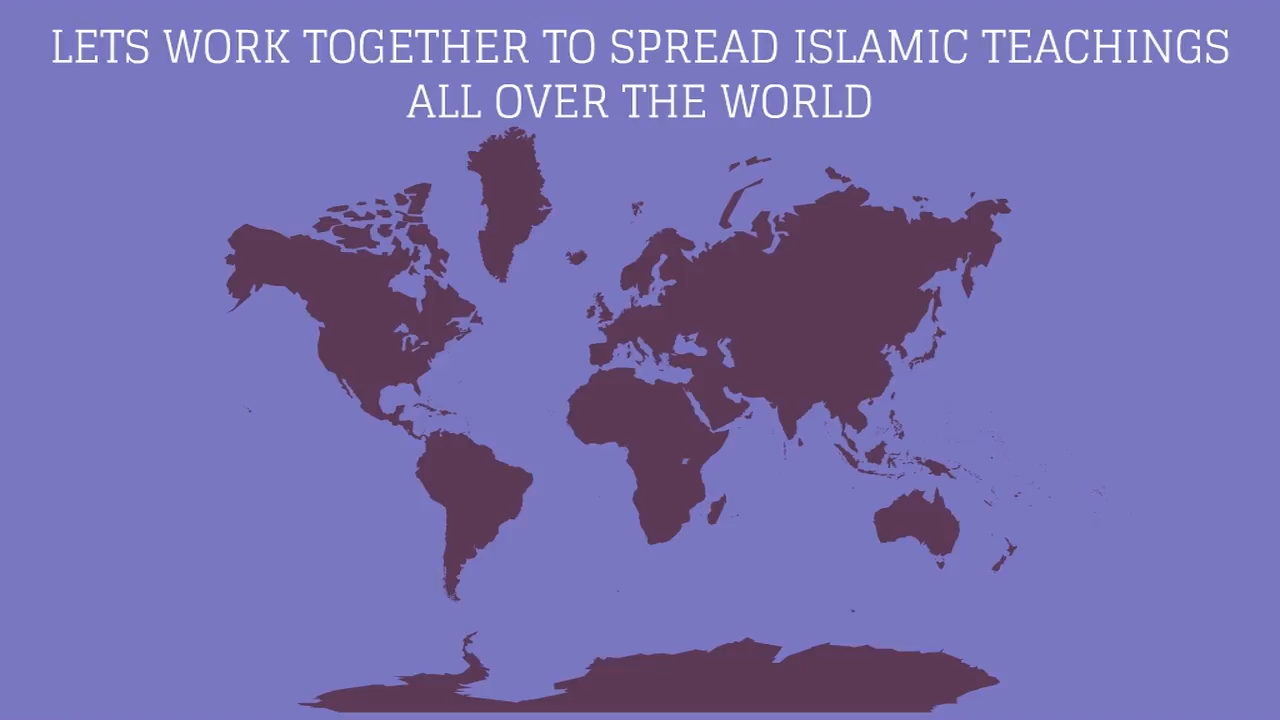 LETS WORK TOGETHER TO SPREAD ISLAMIC TEACHINGS
ALL OVER THE WORLD